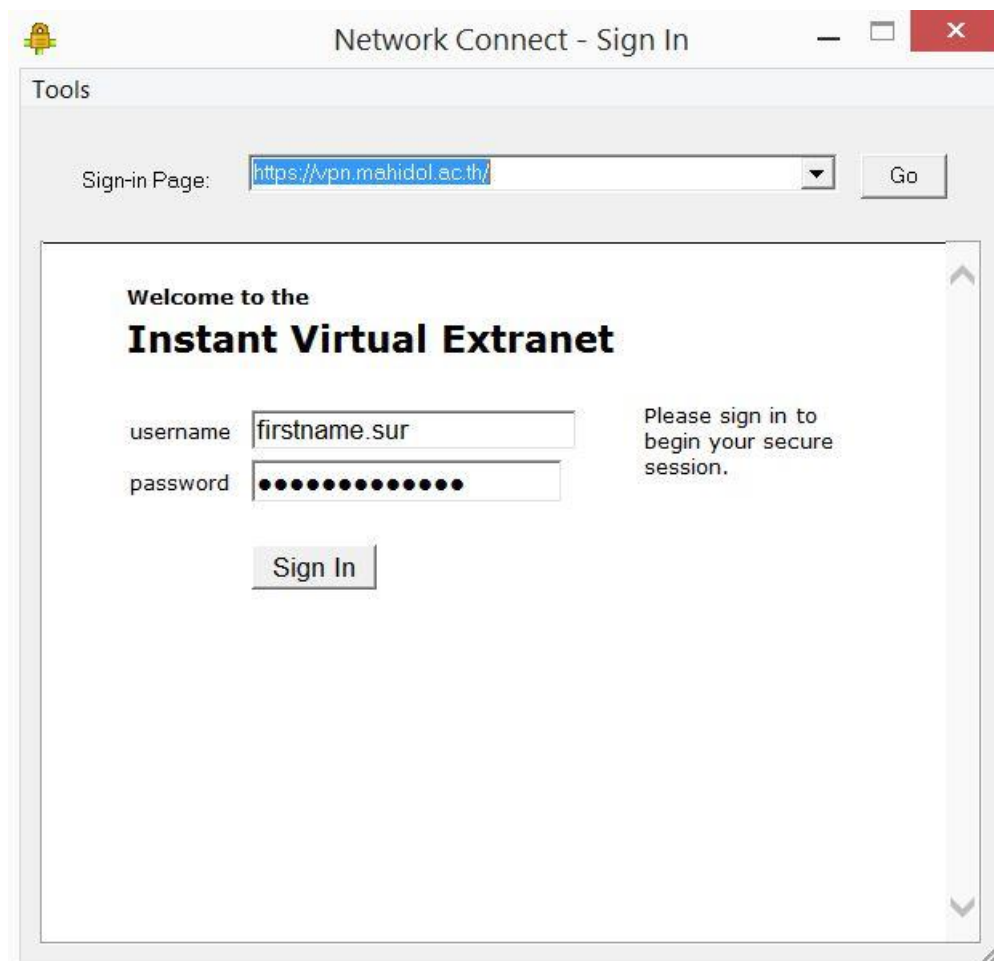 Network Connect - Sign In
Tools
Sign-in Page:
https://vpn.mahidol.ac.th/
Go
Welcome to the
Instant Virtual Extranet
username
firstname.sur
Please sign in to
begin your secure
session.
password
●●●●●●●●●●●●●
Sign In